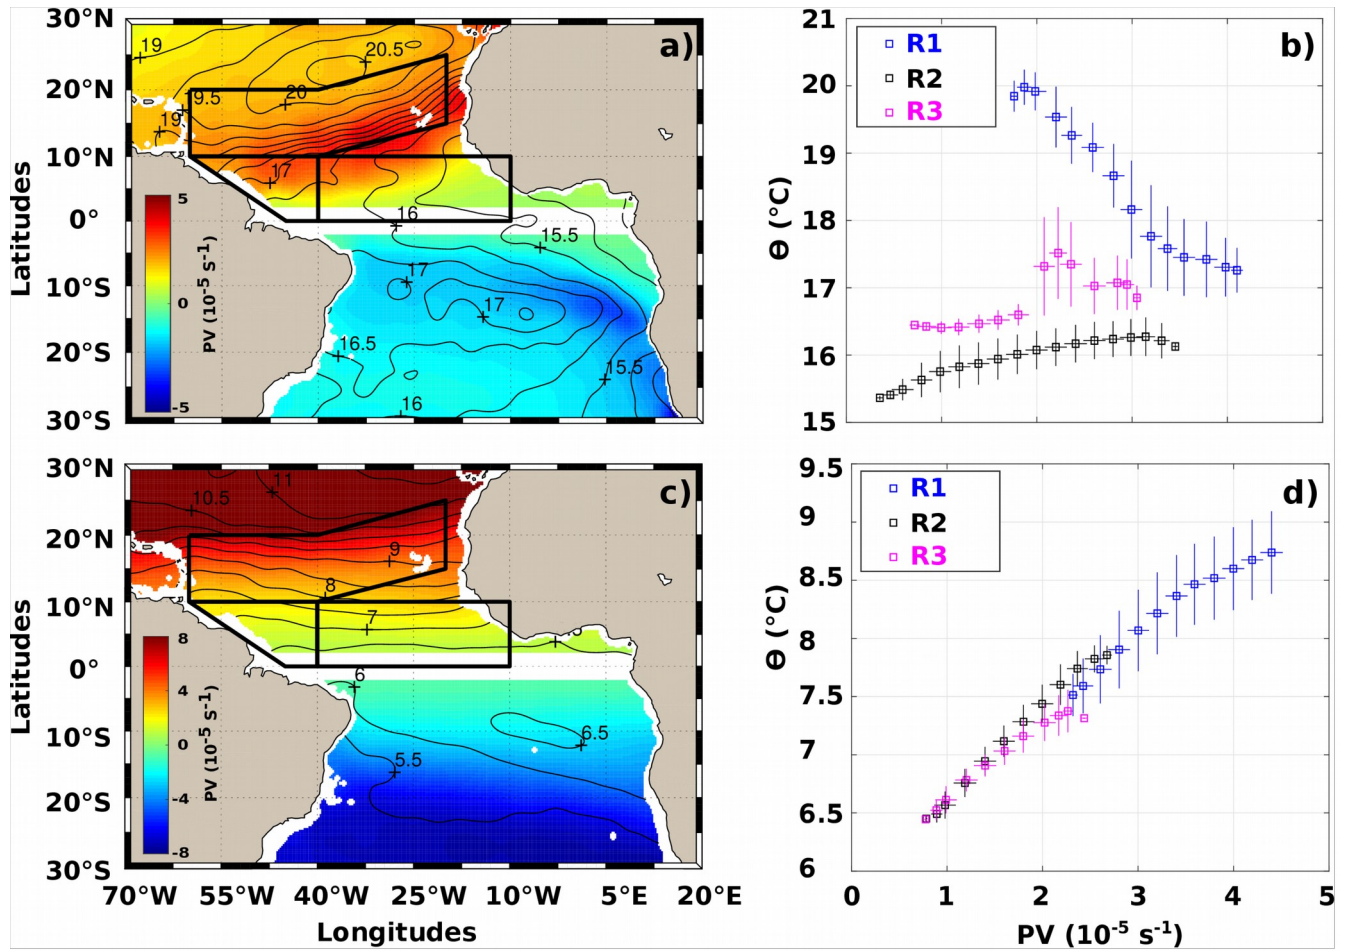 30°N
20°N
10°N
0°
10°S
20°S
30°S
Latitudes
a)
19
20.5
20
9.5
19
17
16
15.5
17
17
16.5
15.5
16
5
0
-5
PV (10-5 s-1)
21
20
19
18
17
16
15
Θ (°C)
b)
R1
R2
R3
30°N
20°N
10°N
0°
10°S
20°S
30°S
Latitudes
c)
10.5
11
9
8
7
6
6.5
5.5
8
4
0
-4
-8
PV (10-5 s-1)
70°W 55°W 40°W 25°W 10°W 5°E 20°E
Longitudes
9.5
9
8.5
8
7.5
7
6.5
6
Θ (°C)
d)
R1
R2
R3
0 1 2 3 4 5
PV (10-5 s-1)